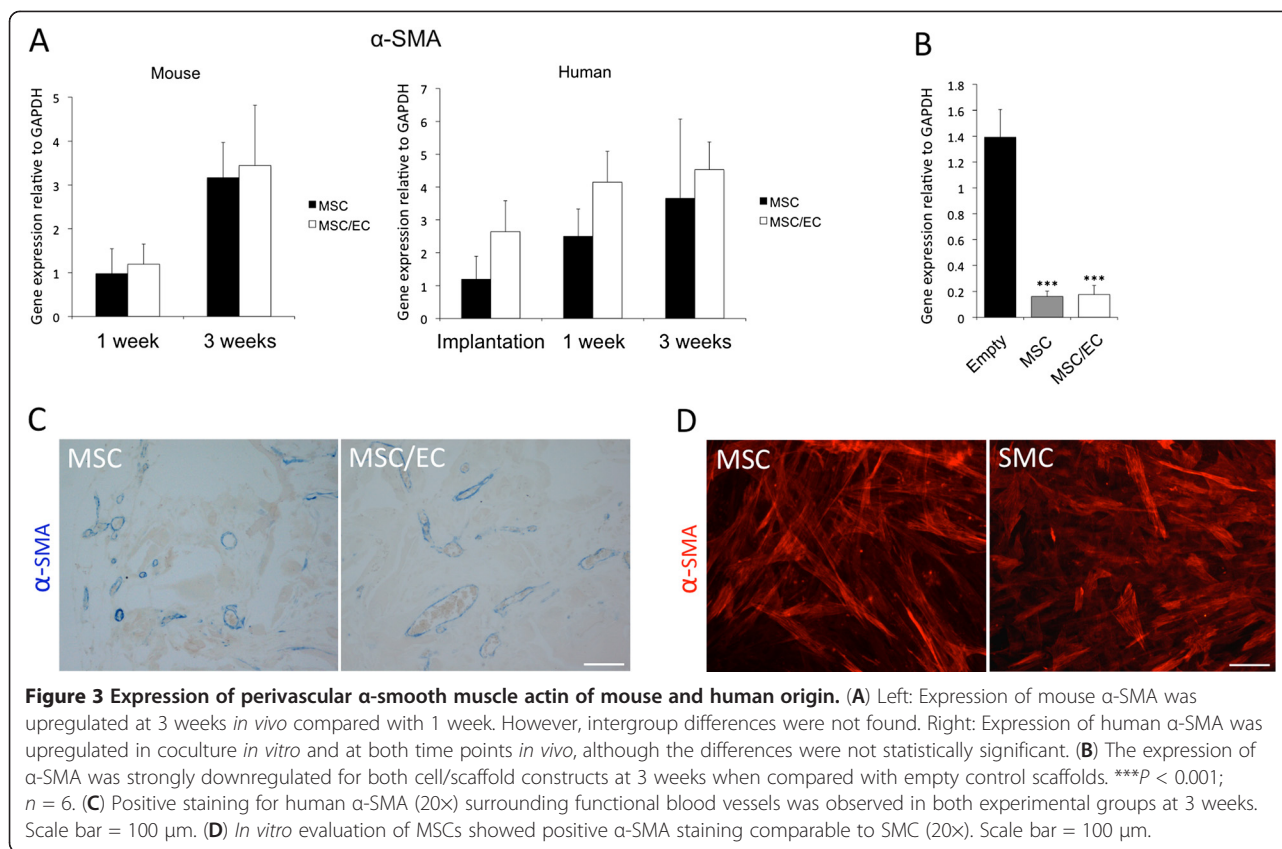 A
α-SMA
Mouse
Gene expression relative to GAPDH
5
4
3
2
1
0
1 week
3 weeks
MSC
MSC/EC
Human
Gene expression relative to GAPDH
7
6
5
4
3
2
1
0
Implantation
1 week
3 weeks
MSC
MSC/EC
B
Gene expression relative to GAPDH
1.8
1.6
1.4
1.2
1
0.8
0.6
0.4
0.2
0
***
***
Empty
MSC
MSC/EC
C
α-SMA
MSC
MSC/EC
D
α-SMA
MSC
SMC
Figure 3 Expression of perivascular α-smooth muscle actin of mouse and human origin. (A) Left: Expression of mouse α-SMA was
upregulated at 3 weeks in vivo compared with 1 week. However, intergroup differences were not found. Right: Expression of human α-SMA was
upregulated in coculture in vitro and at both time points in vivo, although the differences were not statistically significant. (B) The expression of
α-SMA was strongly downregulated for both cell/scaffold constructs at 3 weeks when compared with empty control scaffolds. ***P < 0.001;
n = 6. (C) Positive staining for human α-SMA (20×) surrounding functional blood vessels was observed in both experimental groups at 3 weeks.
Scale bar = 100 μm. (D) In vitro evaluation of MSCs showed positive α-SMA staining comparable to SMC (20×). Scale bar = 100 μm.